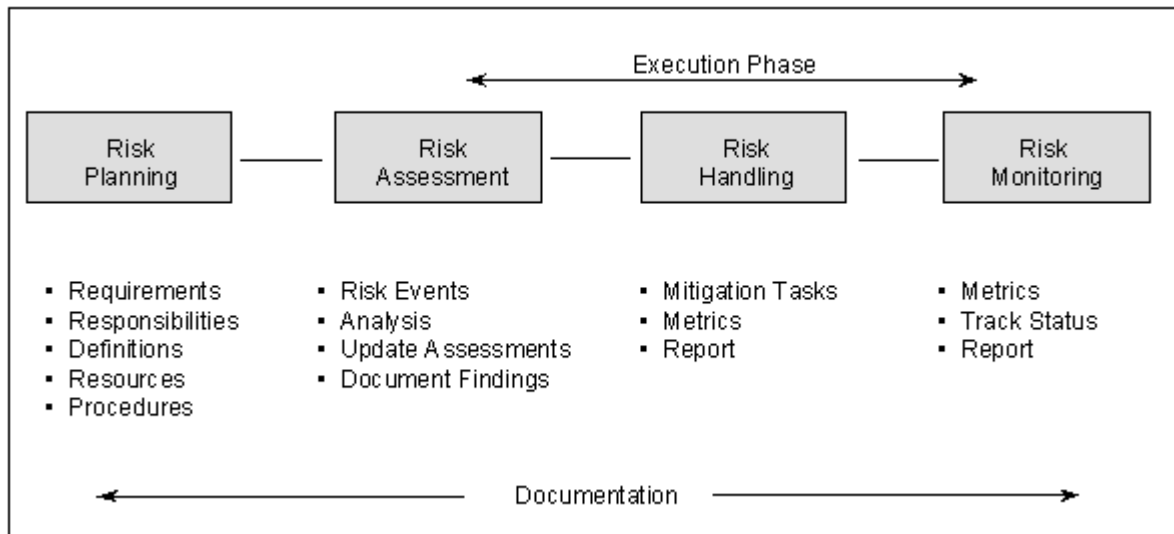 Execution Phase
Risk
Planning
Risk
Assessment
Risk
Handling
Risk
Monitoring
▪ Requirements
▪ Responsibilities
▪ Definitions
▪ Resources
▪ Procedures
▪ Risk Events
▪ Analysis
▪ Update Assessments
▪ Document Findings
▪ Mitigation Tasks
▪ Metrics
▪ Report
▪ Metrics
▪ Track Status
▪ Report
Documentation